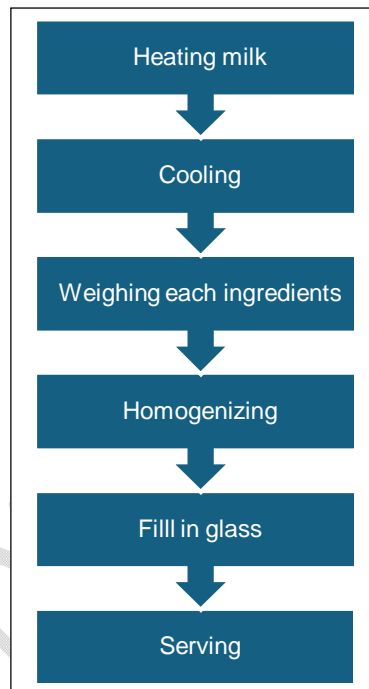 Heating milk
Cooling
Weighing each ingredients
Homogenizing
Filll in glass
Serving